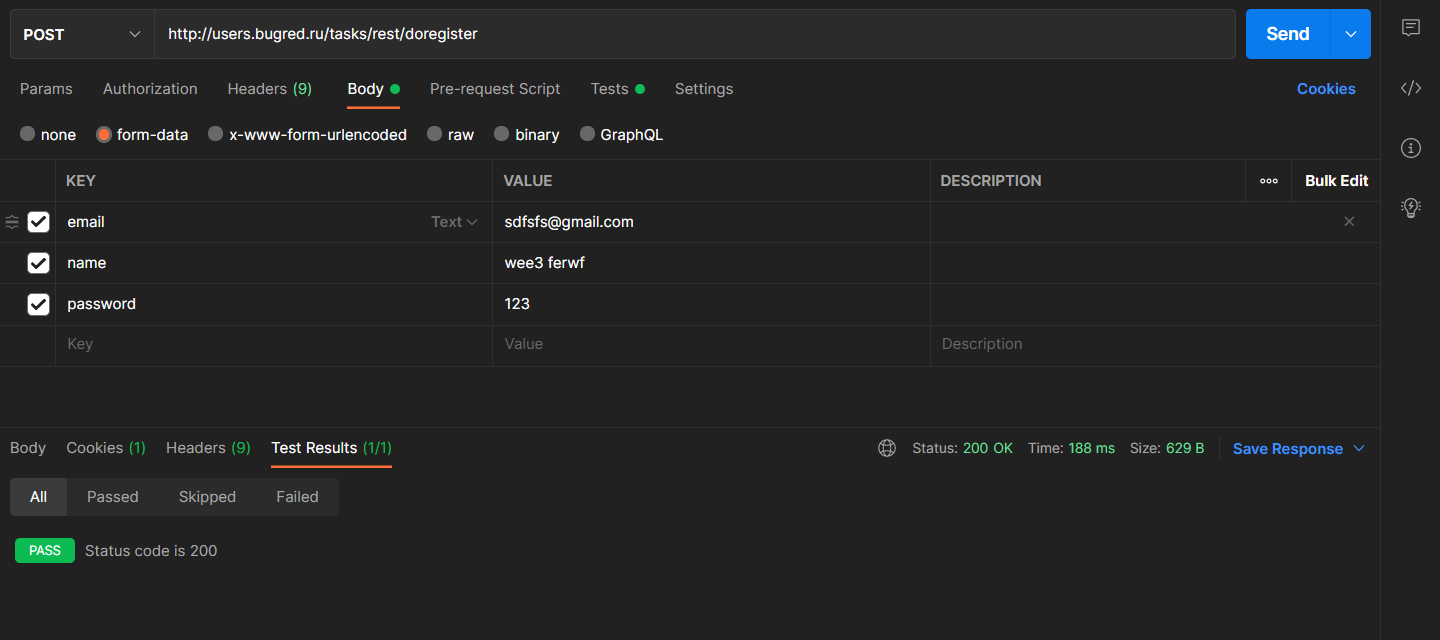 POST http://users.bugred.ru/tasks/rest/doregister Send
Params Authorization Headers (9) Body Pre-request Script Tests Settings Cookies
none form-data x-www-form-urlencoded raw binary GraphQL
KEY VALUE DESCRIPTION Bulk Edit
email Text sdfsfs@gmail.com
name wee3 ferwf
password 123
Key Value Description
Body Cookies (1) Headers (9) Test Results (1/1) Status: 200 OK Time: 188 ms Size: 629 B Save Response
All Passed Skipped Failed
PASS Status code is 200